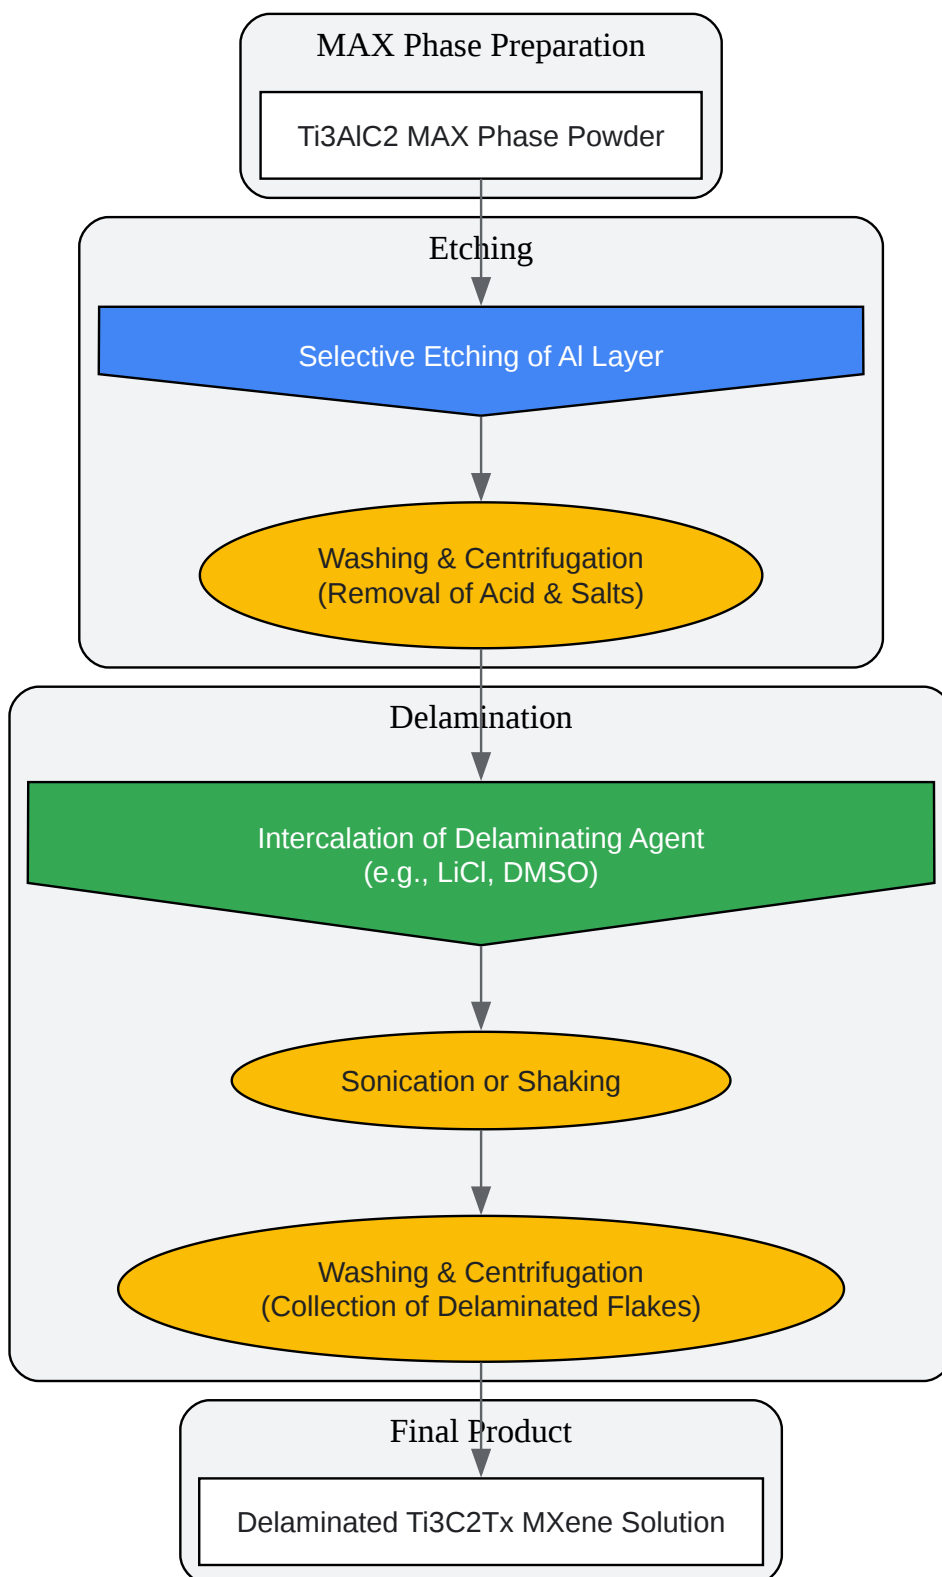 MAX Phase Preparation
Ti3AlC2 MAX Phase Powder
Etching
Selective Etching of Al Layer
Washing & Centrifugation
(Removal of Acid & Salts)
Delamination
Intercalation of Delaminating Agent
(e.g., LiCl, DMSO)
Sonication or Shaking
Washing & Centrifugation
(Collection of Delaminated Flakes)
Final Product
Delaminated Ti3C2Tx MXene Solution